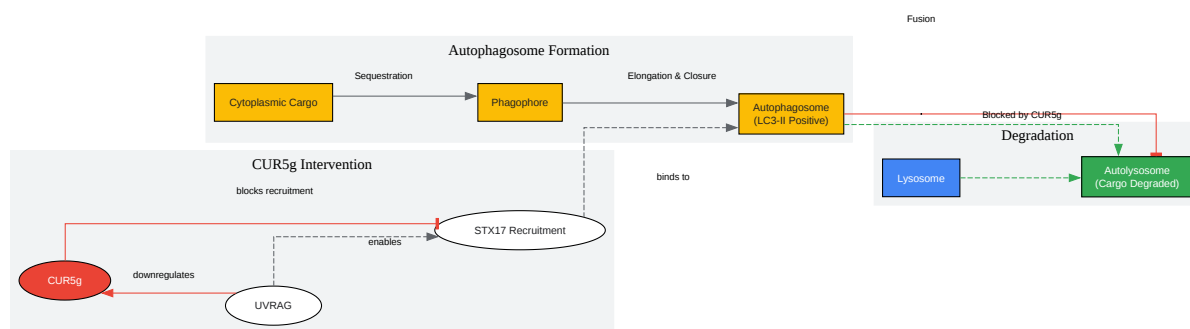 Fusion
Autophagosome Formation
Sequestration
Elongation & Closure
Cytoplasmic Cargo
Phagophore
Autophagosome
(LC3-II Positive)
Blocked by CUR5g
Degradation
CUR5g Intervention
Lysosome
Autolysosome
(Cargo Degraded)
blocks recruitment
binds to
STX17 Recruitment
enables
CUR5g
downregulates
UVRAG